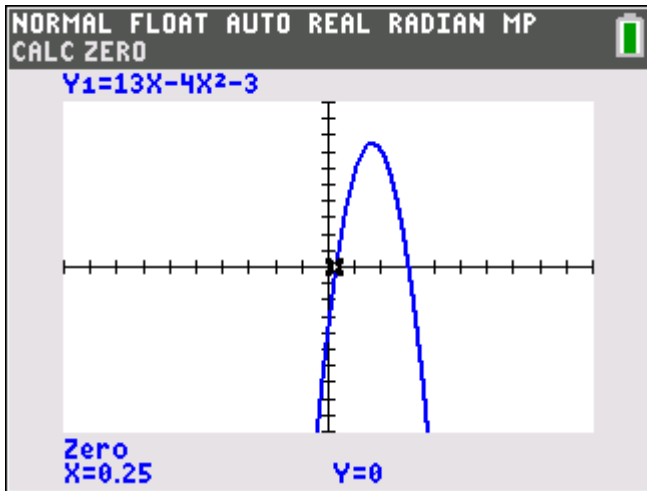 NORMAL FLOAT AUTO REAL RADIAN MP
CALC ZERO
Y₁=13X-4X²-3
Zero
X=0.25 Y=0